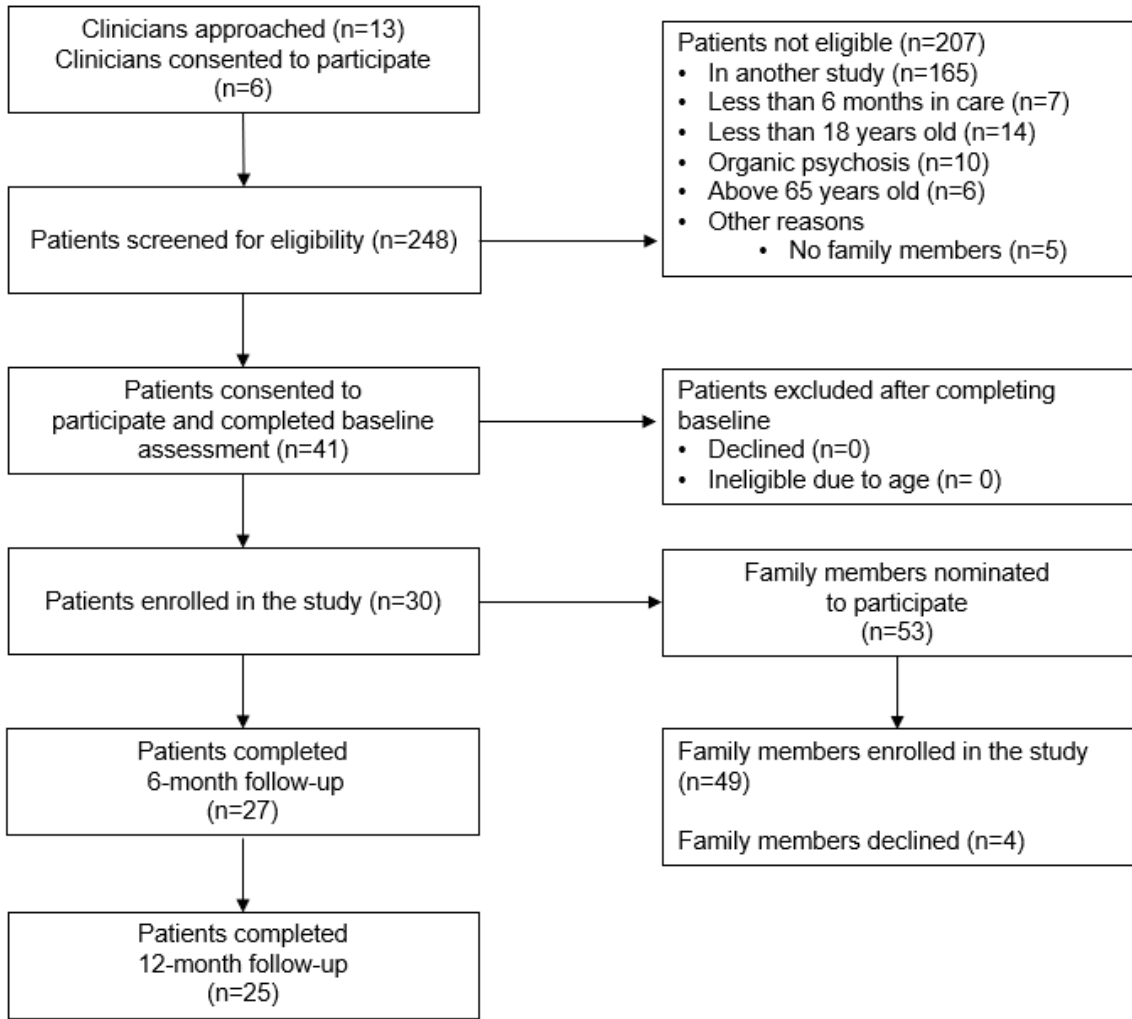 Clinicians approached (n=13)
Clinicians consented to participate
(n=6)
Patients not eligible (n=207)
• In another study (n=165)
• Less than 6 months in care (n=7)
• Less than 18 years old (n=14)
• Organic psychosis (n=10)
• Above 65 years old (n=6)
• Other reasons
• No family members (n=5)
Patients screened for eligibility (n=248)
Patients consented to
participate and completed baseline
assessment (n=41)
Patients excluded after completing
baseline
• Declined (n=0)
• Ineligible due to age (n= 0)
Patients enrolled in the study (n=30)
Family members nominated
to participate
(n=53)
Patients completed
6-month follow-up
(n=27)
Family members enrolled in the study
(n=49)
Family members declined (n=4)
Patients completed
12-month follow-up
(n=25)